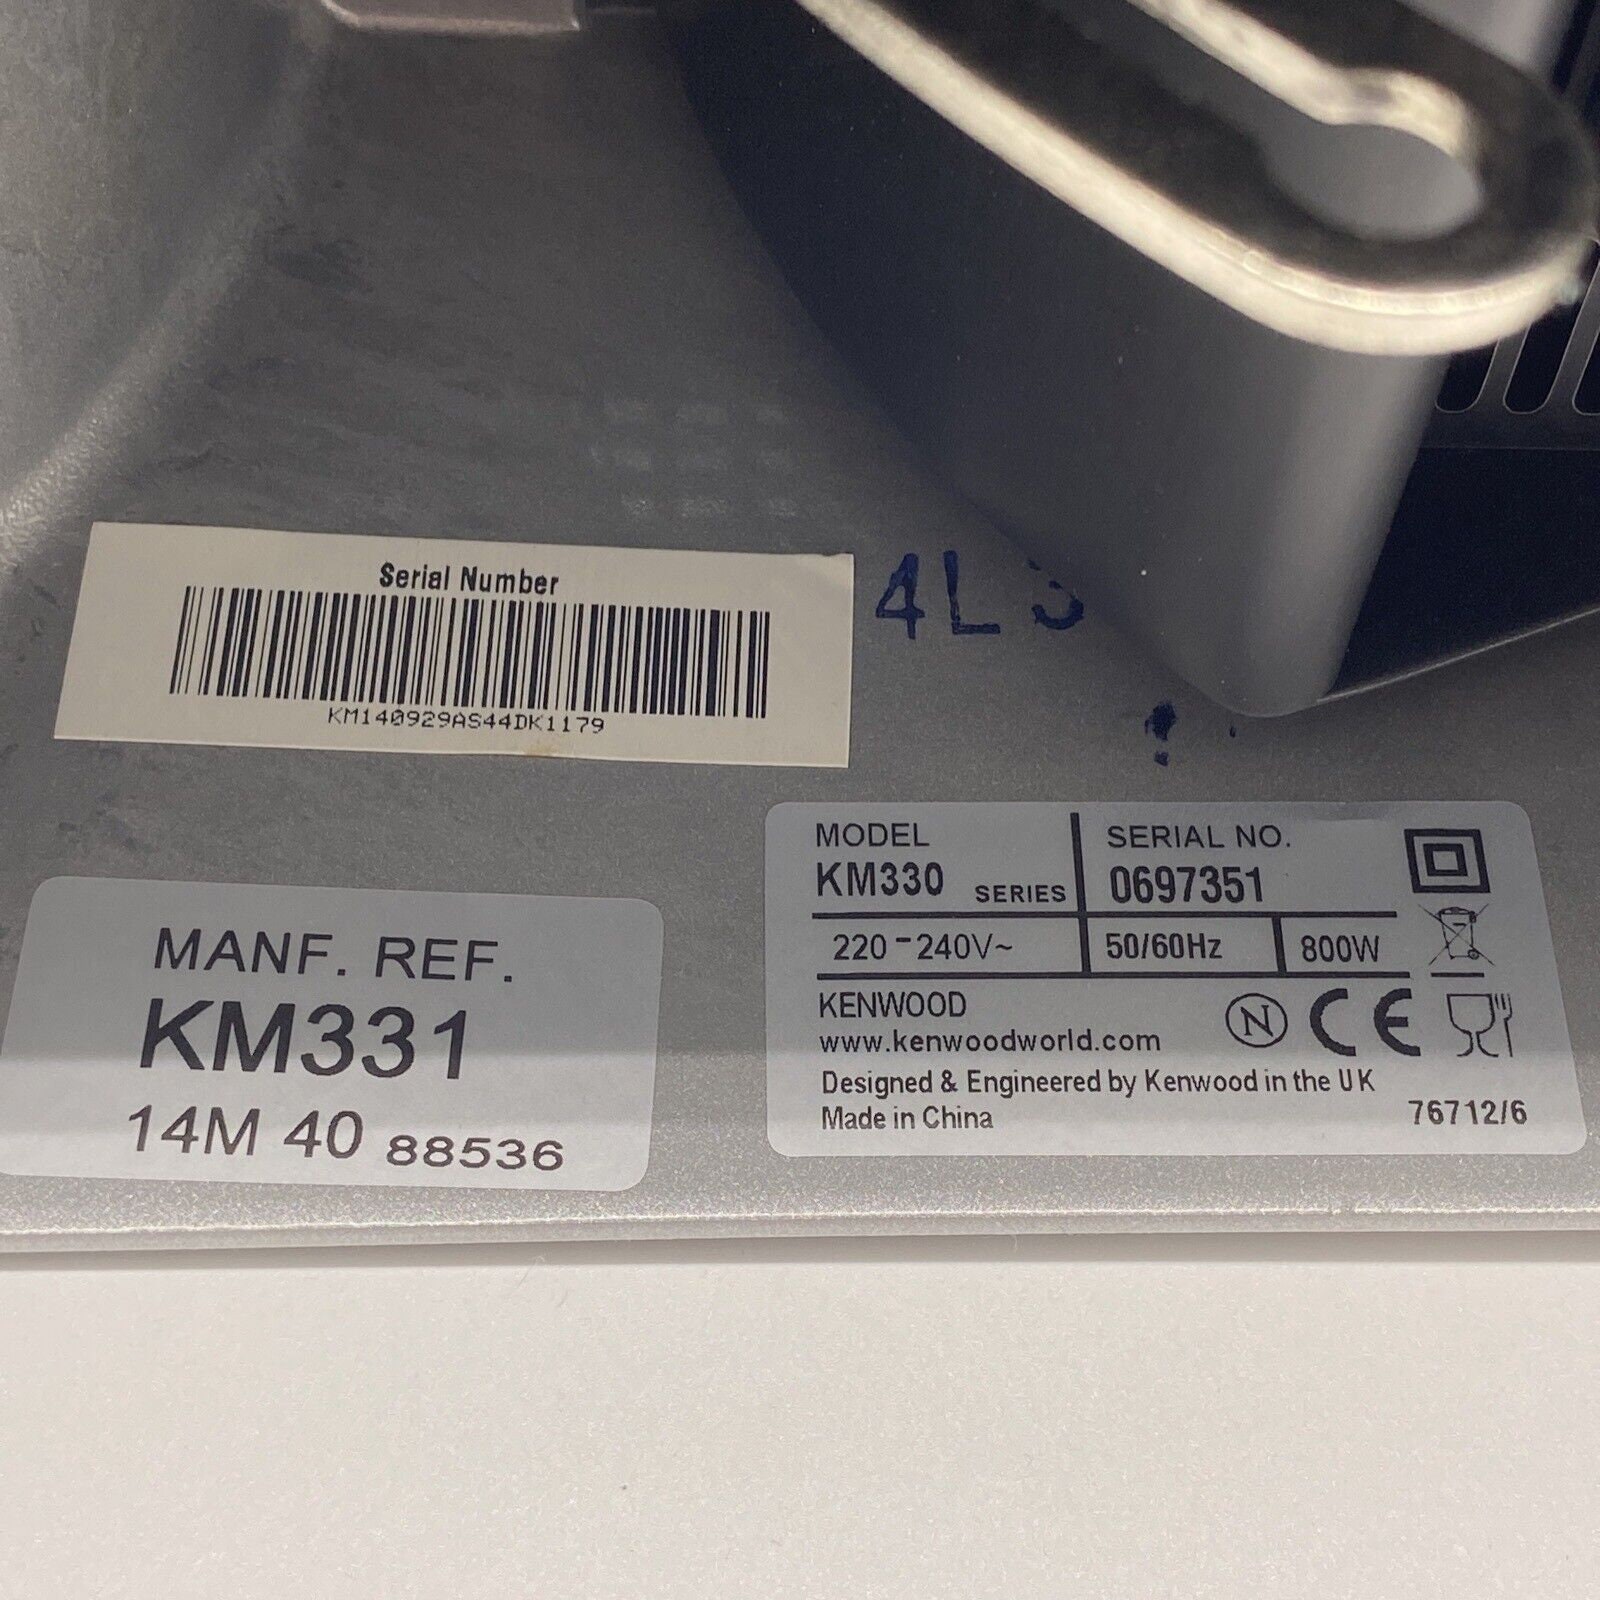 Serial Number
KM140929AS44DK1179
4L
MODEL
KM330 SERIES
SERIAL NO.
0697351
220-240V~
50/60Hz
800W
KENWOOD
www.kenwoodworld.com
N CE
Designed & Engineered by Kenwood in the UK
Made in China
76712/6
MANF. REF.
KM331
14M 40 88536